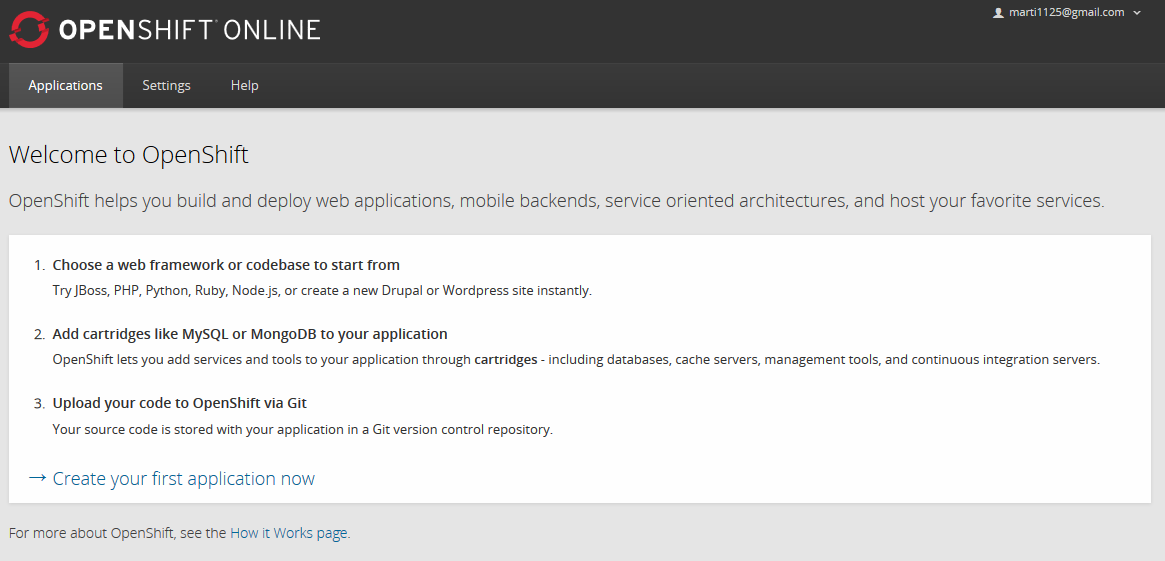 OPENSHIFT ONLINE
marti1125@gmail.com
Applications Settings Help
Welcome to OpenShift
OpenShift helps you build and deploy web applications, mobile backends, service oriented architectures, and host your favorite services.
1. Choose a web framework or codebase to start from
Try JBoss, PHP, Python, Ruby, Node.js, or create a new Drupal or Wordpress site instantly.
2. Add cartridges like MySQL or MongoDB to your application
OpenShift lets you add services and tools to your application through cartridges - including databases, cache servers, management tools, and continuous integration servers.
3. Upload your code to OpenShift via Git
Your source code is stored with your application in a Git version control repository.
→ Create your first application now
For more about OpenShift, see the How it Works page.